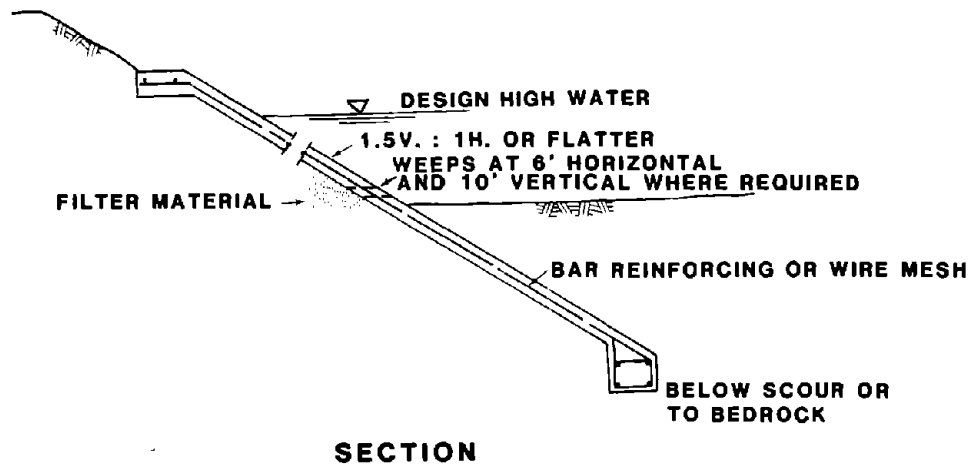 DESIGN HIGH WATER
1.5V. : 1H. OR FLATTER
WEEPS AT 6' HORIZONTAL
AND 10' VERTICAL WHERE REQUIRED
FILTER MATERIAL
BAR REINFORCING OR WIRE MESH
BELOW SCOUR OR
TO BEDROCK
SECTION